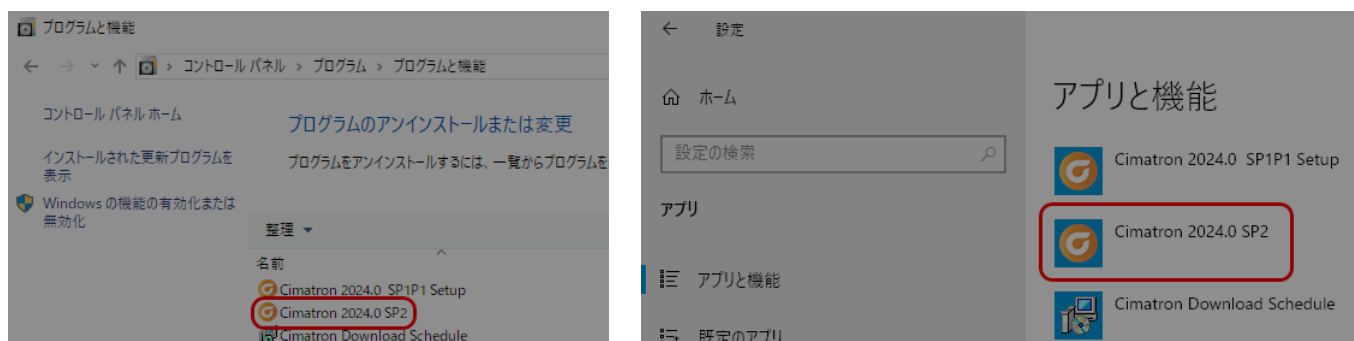 プログラムと機能
コントロール パネル › プログラム › プログラムと機能
コントロール パネル ホーム
インストールされた更新プログラムを
表示
Windows の機能の有効化または
無効化
プログラムのアンインストールまたは変更
プログラムをアンインストールするには、一覧からプログラムを
整理
名前
Cimatron 2024.0 SP1P1 Setup
Cimatron 2024.0 SP2
Cimatron Download Schedule
設定
ホーム
設定の検索
アプリ
アプリと機能
既定のアプリ
アプリと機能
Cimatron 2024.0 SP1P1 Setup
Cimatron 2024.0 SP2
Cimatron Download Schedule